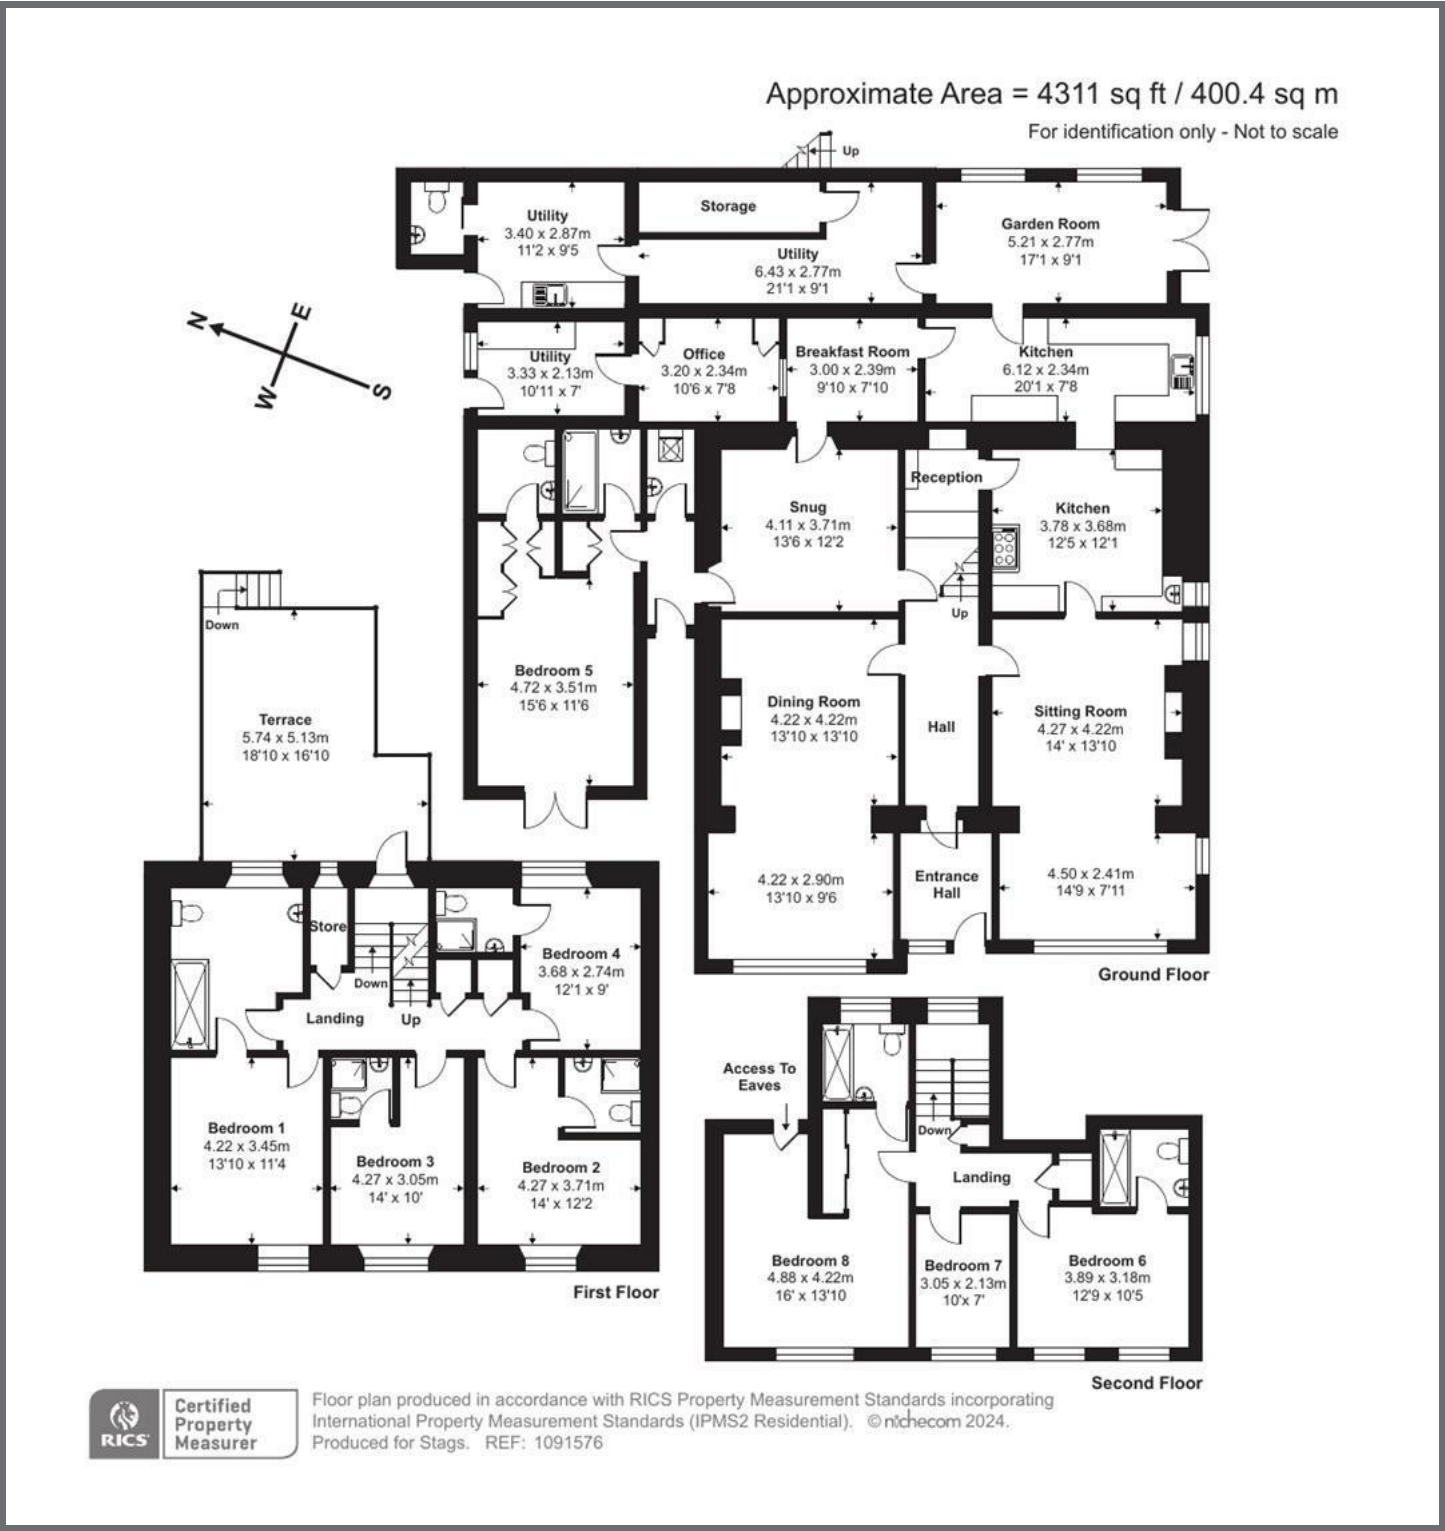 Approximate Area = 4311 sq ft / 400.4 sq m
For identification only - Not to scale
Up
Storage
Utility
3.40 x 2.87m
11'2 x 9'5
Garden Room
5.21 x 2.77m
17'1 x 9'1
Utility
6.43 x 2.77m
21'1 x 9'1
N
E
W
S
Utility
3.33 x 2.13m
10'11 x 7'
Office
3.20 x 2.34m
10'6 x 7'8
Breakfast Room
3.00 x 2.39m
9'10 x 7'10
Kitchen
6.12 x 2.34m
20'1 x 7'8
Reception
Snug
4.11 x 3.71m
13'6 x 12'2
Kitchen
3.78 x 3.68m
12'5 x 12'1
Up
Down
Bedroom 5
4.72 x 3.51m
15'6 x 11'6
Terrace
5.74 x 5.13m
18'10 x 16'10
Dining Room
4.22 x 4.22m
13'10 x 13'10
Hall
Sitting Room
4.27 x 4.22m
14' x 13'10
4.22 x 2.90m
13'10 x 9'6
Entrance
Hall
4.50 x 2.41m
14'9 x 7'11
Ground Floor
Store
Bedroom 4
3.68 x 2.74m
12'1 x 9'
Down
Landing
Up
Bedroom 1
4.22 x 3.45m
13'10 x 11'4
Bedroom 3
4.27 x 3.05m
14' x 10'
Bedroom 2
4.27 x 3.71m
14' x 12'2
First Floor
Access To
Eaves
Down
Landing
Bedroom 8
4.88 x 4.22m
16' x 13'10
Bedroom 7
3.05 x 2.13m
10'x 7'
Bedroom 6
3.89 x 3.18m
12'9 x 10'5
Second Floor
RICS
Certified
Property
Measurer
Floor plan produced in accordance with RICS Property Measurement Standards incorporating
International Property Measurement Standards (IPMS2 Residential). © nichecom 2024.
Produced for Stags. REF: 1091576